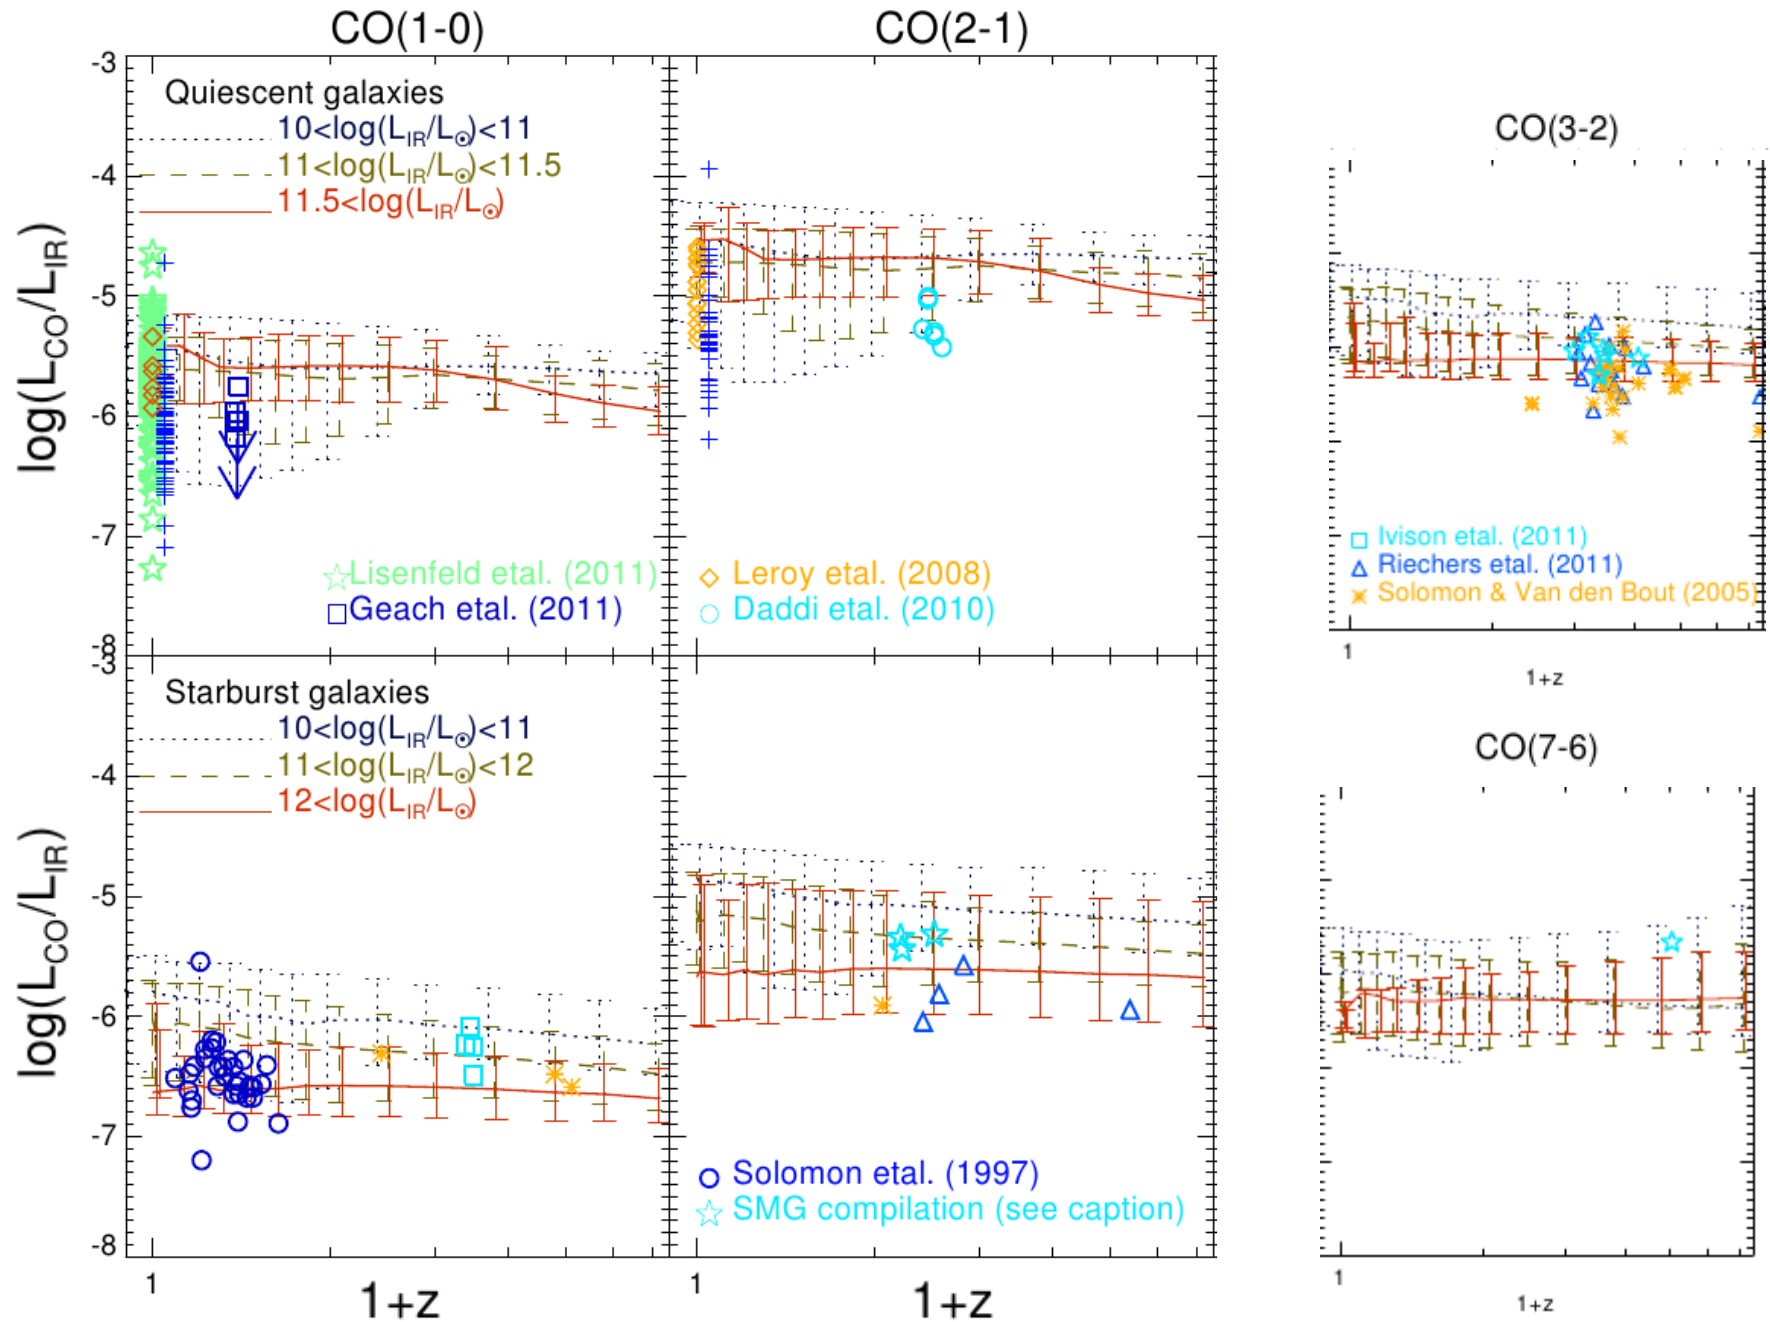 CO(1-0)
CO(2-1)
CO(3-2)
CO(7-6)
log(L_CO/L_IR)
-3
-4
-5
-6
-7
-8
Quiescent galaxies
10<log(L_IR/L_⊙)<11
11<log(L_IR/L_⊙)<11.5
11.5<log(L_IR/L_⊙)
Lisenfeld etal. (2011)
Geach etal. (2011)
Leroy etal. (2008)
Daddi etal. (2010)
Ivison etal. (2011)
Riechers etal. (2011)
Solomon & Van den Bout (2005)
1
1+z
log(L_CO/L_IR)
-3
-4
-5
-6
-7
-8
Starburst galaxies
10<log(L_IR/L_⊙)<11
11<log(L_IR/L_⊙)<12
12<log(L_IR/L_⊙)
Solomon etal. (1997)
SMG compilation (see caption)
1
1+z
1
1+z
1
1+z